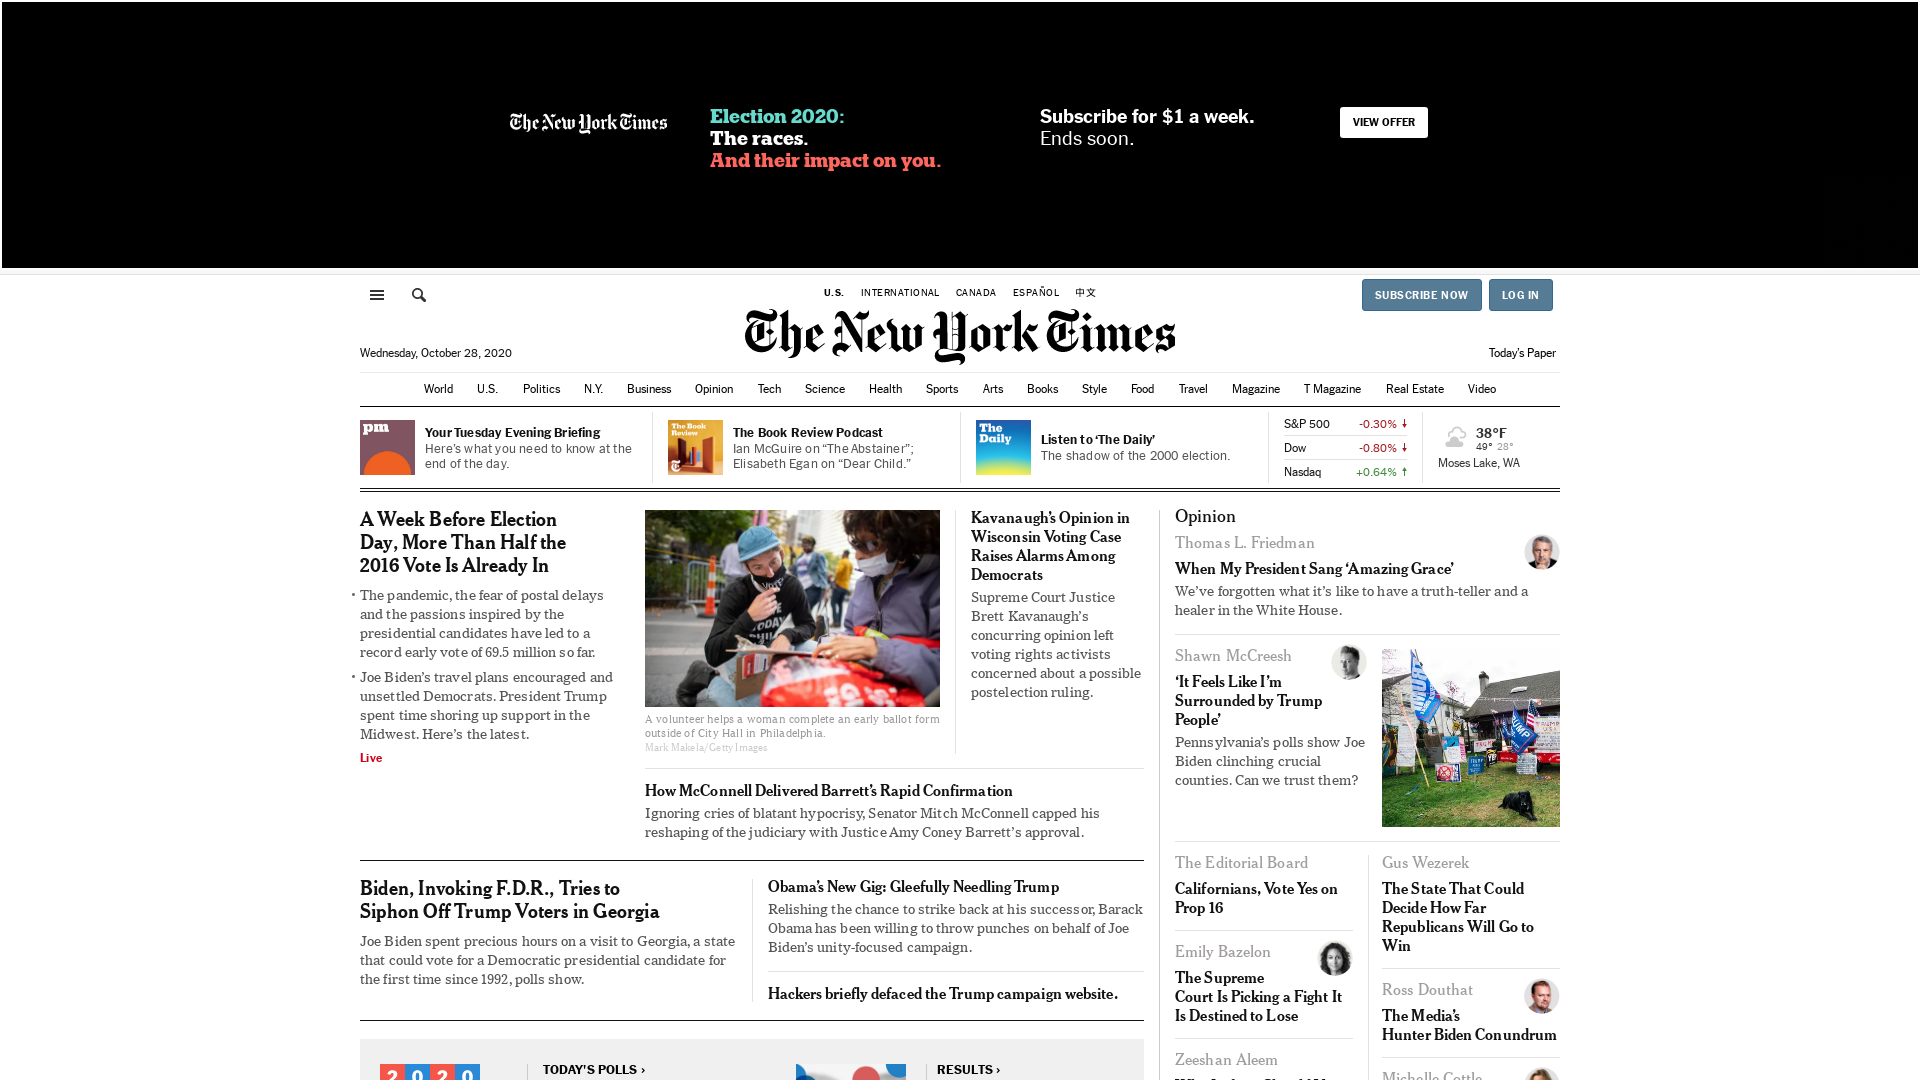 The New York Times
Election 2020:
The races.
And their impact on you.
Subscribe for $1 a week.
Ends soon.
VIEW OFFER
U.S. INTERNATIONAL CANADA ESPAÑOL 中文
SUBSCRIBE NOW
LOG IN
The New York Times
Wednesday, October 28, 2020
Today's Paper
World U.S. Politics N.Y. Business Opinion Tech Science Health Sports Arts Books Style Food Travel Magazine T Magazine Real Estate Video
pm
Your Tuesday Evening Briefing
Here's what you need to know at the
end of the day.
The Book
Review
The Book Review Podcast
Ian McGuire on “The Abstainer”;
Elisabeth Egan on “Dear Child.”
The
Daily
Listen to ‘The Daily’
The shadow of the 2000 election.
S&P 500 -0.30% ↓
Dow -0.80% ↓
Nasdaq +0.64% ↑
38°F
49° 28°
Moses Lake, WA
A Week Before Election
Day, More Than Half the
2016 Vote Is Already In
• The pandemic, the fear of postal delays
and the passions inspired by the
presidential candidates have led to a
record early vote of 69.5 million so far.
• Joe Biden’s travel plans encouraged and
unsettled Democrats. President Trump
spent time shoring up support in the
Midwest. Here’s the latest.
Live
A volunteer helps a woman complete an early ballot form
outside of City Hall in Philadelphia.
Mark Makela/Getty Images
Kavanaugh’s Opinion in
Wisconsin Voting Case
Raises Alarms Among
Democrats
Supreme Court Justice
Brett Kavanaugh’s
concurring opinion left
voting rights activists
concerned about a possible
postelection ruling.
How McConnell Delivered Barrett’s Rapid Confirmation
Ignoring cries of blatant hypocrisy, Senator Mitch McConnell capped his
reshaping of the judiciary with Justice Amy Coney Barrett’s approval.
Biden, Invoking F.D.R., Tries to
Siphon Off Trump Voters in Georgia
Joe Biden spent precious hours on a visit to Georgia, a state
that could vote for a Democratic presidential candidate for
the first time since 1992, polls show.
Obama’s New Gig: Gleefully Needling Trump
Relishing the chance to strike back at his successor, Barack
Obama has been willing to throw punches on behalf of Joe
Biden’s unity-focused campaign.
Hackers briefly defaced the Trump campaign website.
2020
TODAY'S POLLS ›
RESULTS ›
Opinion
Thomas L. Friedman
When My President Sang ‘Amazing Grace’
We’ve forgotten what it’s like to have a truth-teller and a
healer in the White House.
Shawn McCreesh
‘It Feels Like I’m
Surrounded by Trump
People’
Pennsylvania’s polls show Joe
Biden clinching crucial
counties. Can we trust them?
TRUMP
The Editorial Board
Californians, Vote Yes on
Prop 16
Emily Bazelon
The Supreme
Court Is Picking a Fight It
Is Destined to Lose
Zeeshan Aleem
Gus Wezerek
The State That Could
Decide How Far
Republicans Will Go to
Win
Ross Douthat
The Media’s
Hunter Biden Conundrum
Michelle Cottle